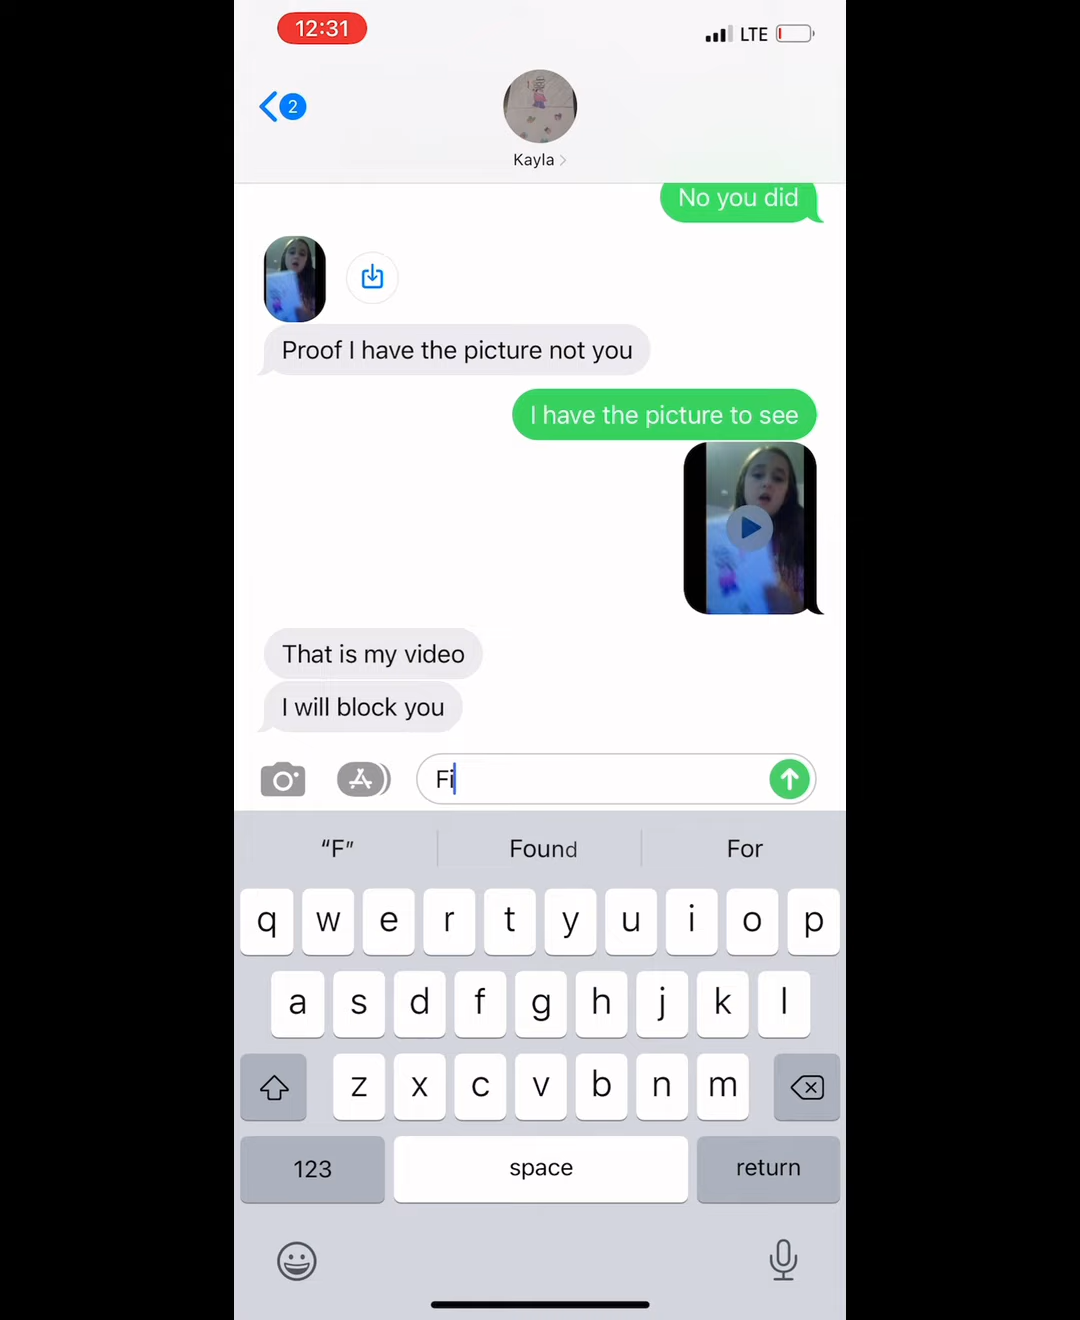 12:31
LTE
2
Kayla
No you did
Proof I have the picture not you
I have the picture to see
That is my video
I will block you
Fi
“F”
Found
For
q w e r t y u i o p
a s d f g h j k l
z x c v b n m
123
space
return